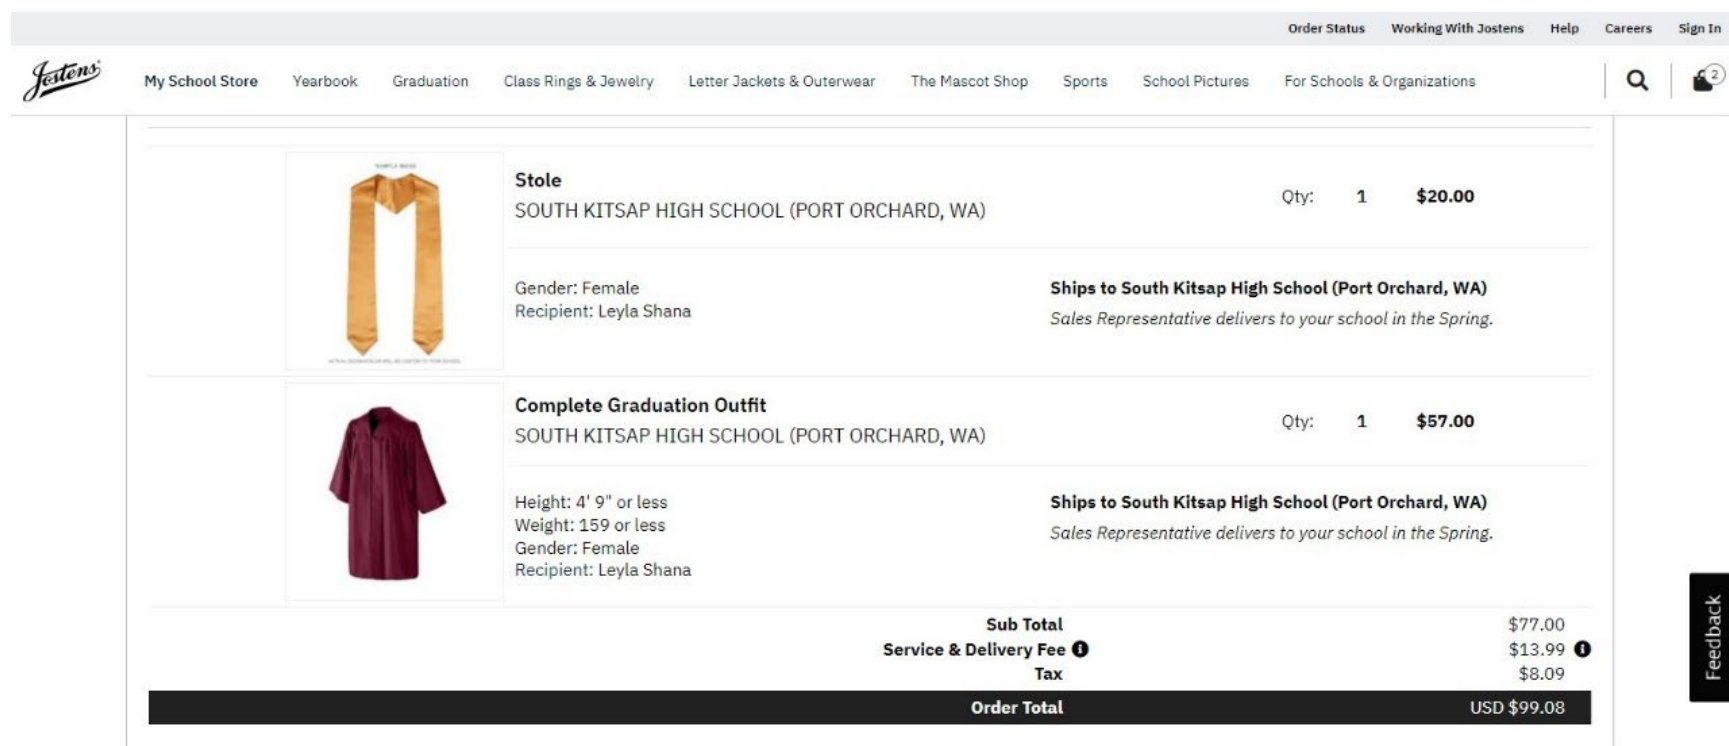 Order Status Working With Jostens Help Careers Sign In
Jostens My School Store Yearbook Graduation Class Rings & Jewelry Letter Jackets & Outerwear The Mascot Shop Sports School Pictures For Schools & Organizations 2
Stole
SOUTH KITSAP HIGH SCHOOL (PORT ORCHARD, WA)
Qty: 1 $20.00
Gender: Female
Recipient: Leyla Shana
Ships to South Kitsap High School (Port Orchard, WA)
Sales Representative delivers to your school in the Spring.
Complete Graduation Outfit
SOUTH KITSAP HIGH SCHOOL (PORT ORCHARD, WA)
Qty: 1 $57.00
Height: 4' 9" or less
Weight: 159 or less
Gender: Female
Recipient: Leyla Shana
Ships to South Kitsap High School (Port Orchard, WA)
Sales Representative delivers to your school in the Spring.
Sub Total $77.00
Service & Delivery Fee $13.99
Tax $8.09
Order Total USD $99.08
Feedback